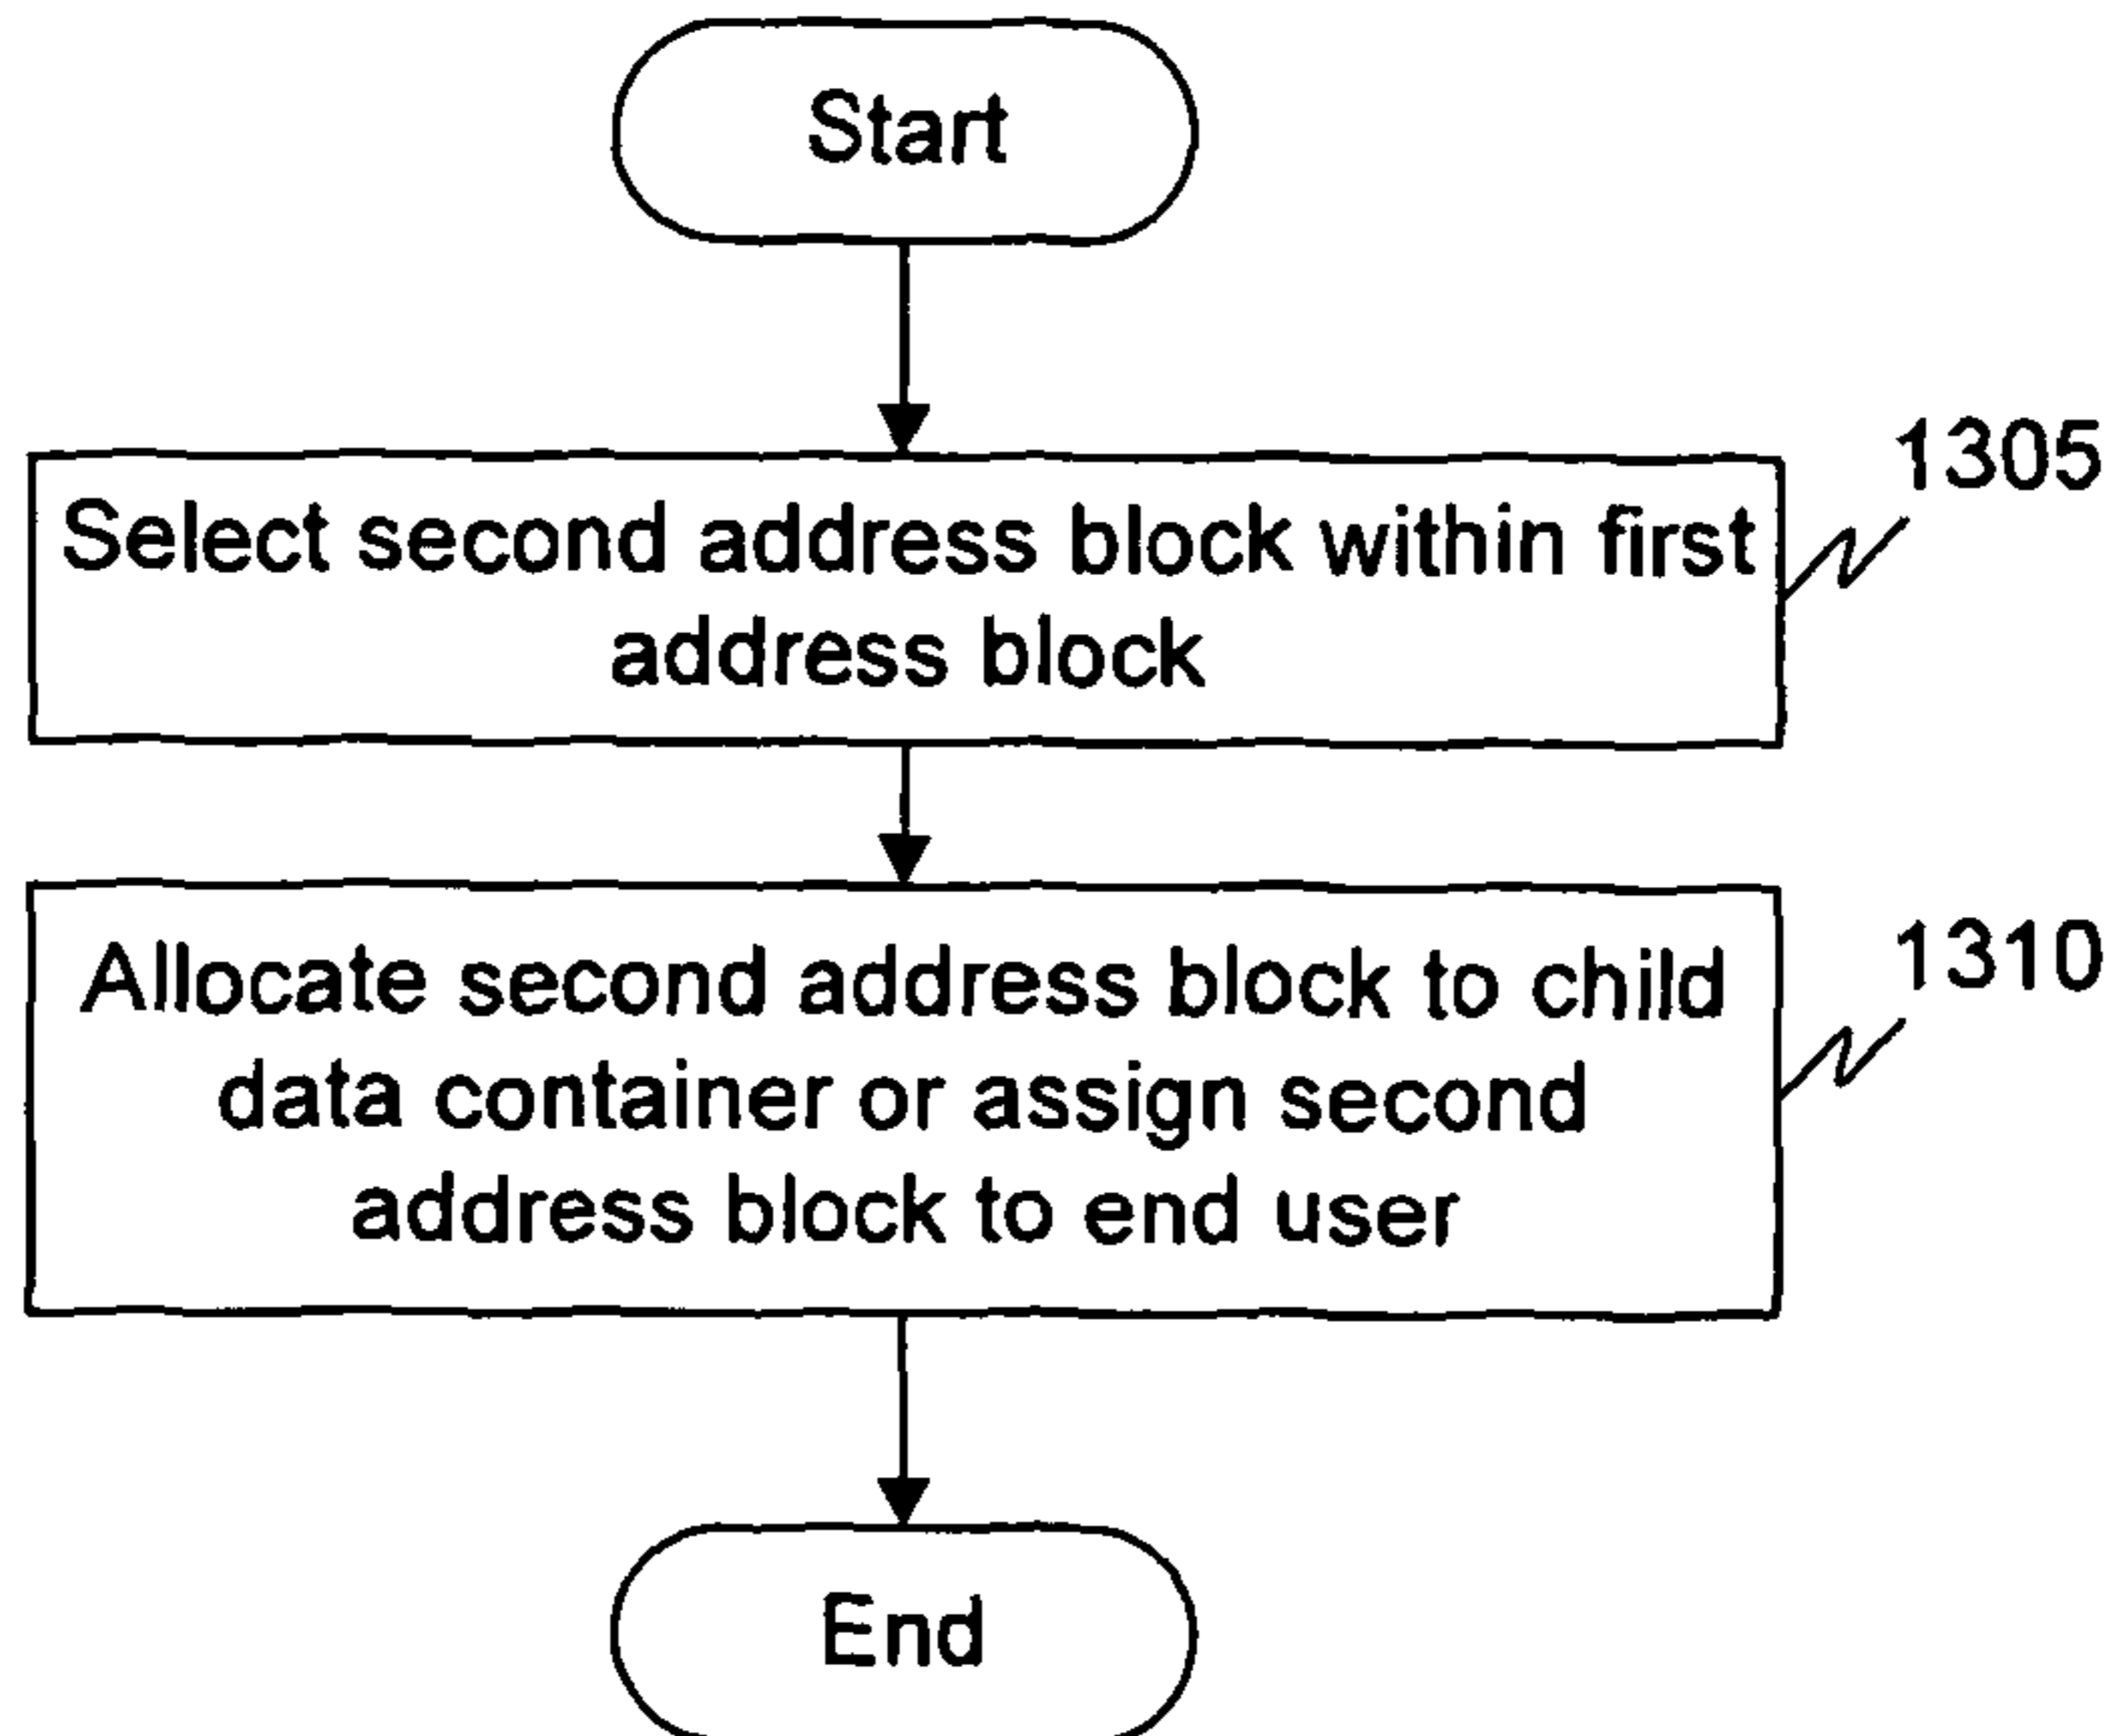 Start
1305
Select second address block within first
address block
1310
Allocate second address block to child
data container or assign second
address block to end user
End